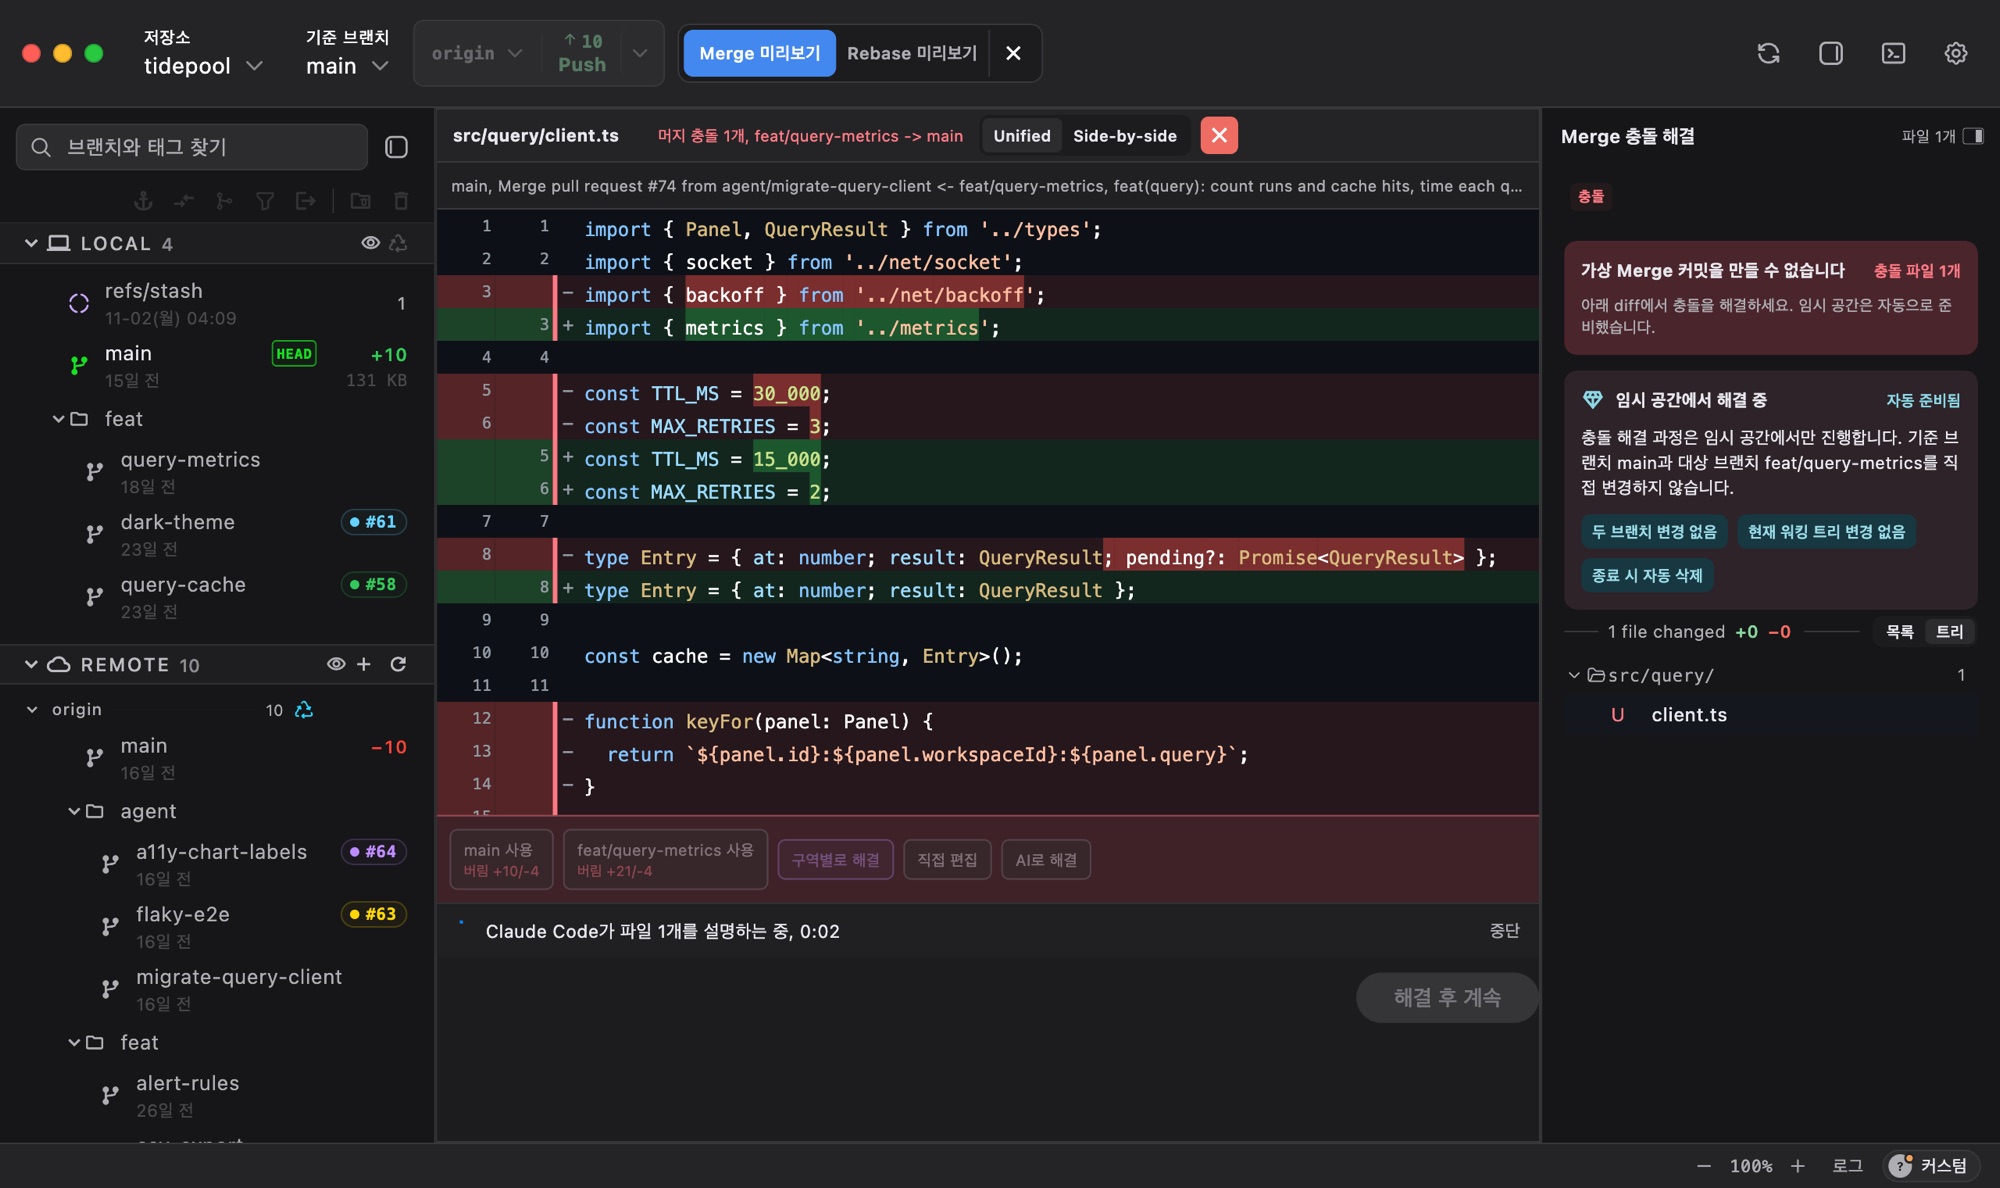 저장소
tidepool
기준 브랜치
main
origin
↑ 10
Push
Merge 미리보기
Rebase 미리보기
브랜치와 태그 찾기
LOCAL 4
refs/stash
11-02(월) 04:09
1
main
HEAD
+10
15일 전
131 KB
feat
query-metrics
18일 전
dark-theme
#61
23일 전
query-cache
#58
23일 전
REMOTE 10
origin
10
main
-10
16일 전
agent
a11y-chart-labels
#64
16일 전
flaky-e2e
#63
16일 전
migrate-query-client
16일 전
feat
alert-rules
26일 전
src/query/client.ts
머지 충돌 1개, feat/query-metrics -> main
Unified
Side-by-side
main, Merge pull request #74 from agent/migrate-query-client <- feat/query-metrics, feat(query): count runs and cache hits, time each q...
1 1 import { Panel, QueryResult } from '../types';
2 2 import { socket } from '../net/socket';
3 - import { backoff } from '../net/backoff';
3 + import { metrics } from '../metrics';
4 4
5 - const TTL_MS = 30_000;
6 - const MAX_RETRIES = 3;
5 + const TTL_MS = 15_000;
6 + const MAX_RETRIES = 2;
7 7
8 - type Entry = { at: number; result: QueryResult; pending?: Promise<QueryResult> };
8 + type Entry = { at: number; result: QueryResult };
9 9
10 10 const cache = new Map<string, Entry>();
11 11
12 - function keyFor(panel: Panel) {
13 - return `${panel.id}:${panel.workspaceId}:${panel.query}`;
14 - }
main 사용
버림 +10/-4
feat/query-metrics 사용
버림 +21/-4
구역별로 해결
직접 편집
AI로 해결
Claude Code가 파일 1개를 설명하는 중, 0:02
중단
해결 후 계속
Merge 충돌 해결
파일 1개
충돌
가상 Merge 커밋을 만들 수 없습니다
충돌 파일 1개
아래 diff에서 충돌을 해결하세요. 임시 공간은 자동으로 준
비했습니다.
임시 공간에서 해결 중
자동 준비됨
충돌 해결 과정은 임시 공간에서만 진행합니다. 기준 브
랜치 main과 대상 브랜치 feat/query-metrics를 직
접 변경하지 않습니다.
두 브랜치 변경 없음
현재 워킹 트리 변경 없음
종료 시 자동 삭제
1 file changed +0 -0
목록
트리
src/query/
1
U client.ts
100%
로그
커스텀